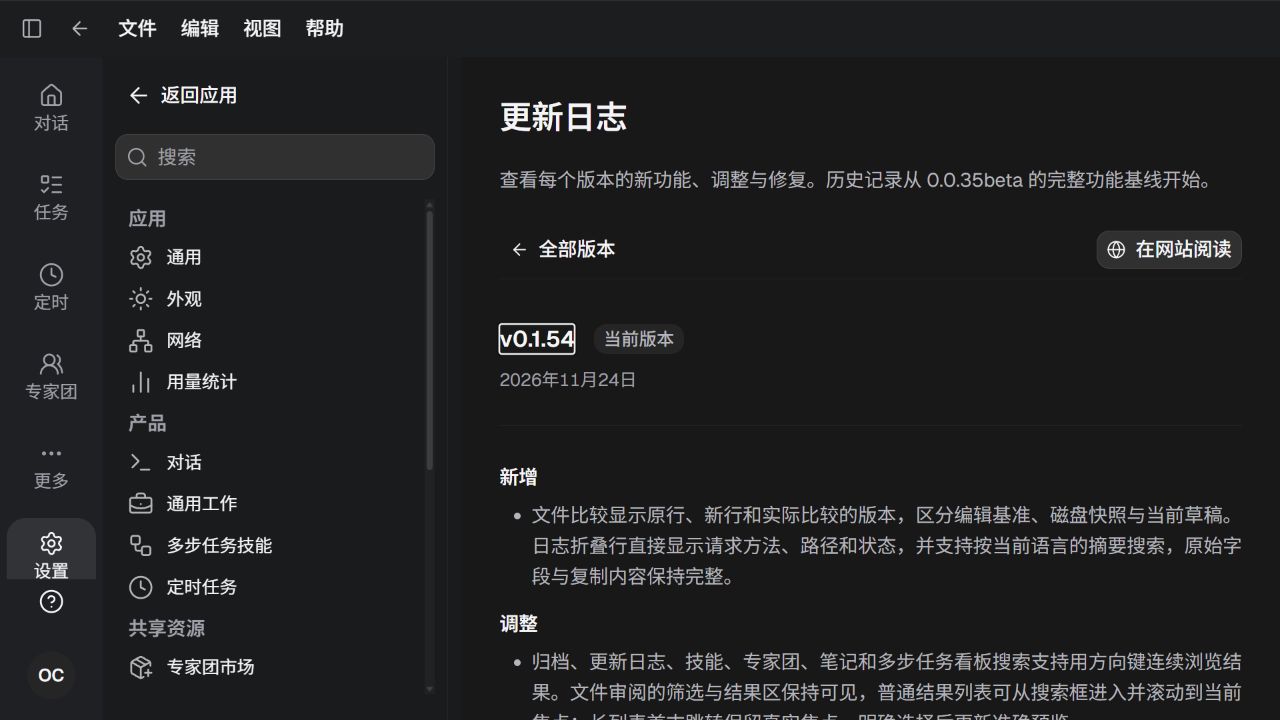 文件 编辑 视图 帮助
对话
任务
定时
专家团
更多
设置
OC
返回应用
搜索
应用
通用
外观
网络
用量统计
产品
对话
通用工作
多步任务技能
定时任务
共享资源
专家团市场
更新日志
查看每个版本的新功能、调整与修复。历史记录从 0.0.35beta 的完整功能基线开始。
全部版本
在网站阅读
v0.1.54 当前版本
2026年11月24日
新增
文件比较显示原行、新行和实际比较的版本，区分编辑基准、磁盘快照与当前草稿。
日志折叠行直接显示请求方法、路径和状态，并支持按当前语言的摘要搜索，原始字
段与复制内容保持完整。
调整
归档、更新日志、技能、专家团、笔记和多步任务看板搜索支持用方向键连续浏览结
果。文件审阅的筛选与结果区保持可见，普通结果列表可从搜索框进入并滚动到当前